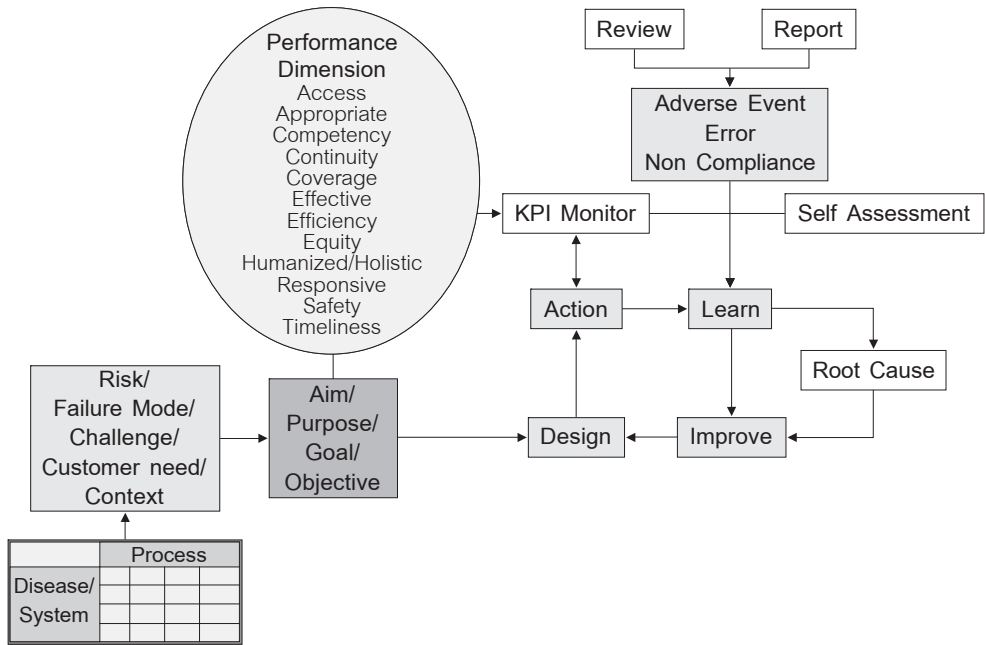 Performance
Dimension
Access
Appropriate
Competency
Continuity
Coverage
Effective
Efficiency
Equity
Humanized/Holistic
Responsive
Safety
Timeliness
Review
Report
Adverse Event
Error
Non Compliance
KPI Monitor
Self Assessment
Action
Learn
Root Cause
Risk/
Failure Mode/
Challenge/
Customer need/
Context
Aim/
Purpose/
Goal/
Objective
Design
Improve
Process
Disease/
System